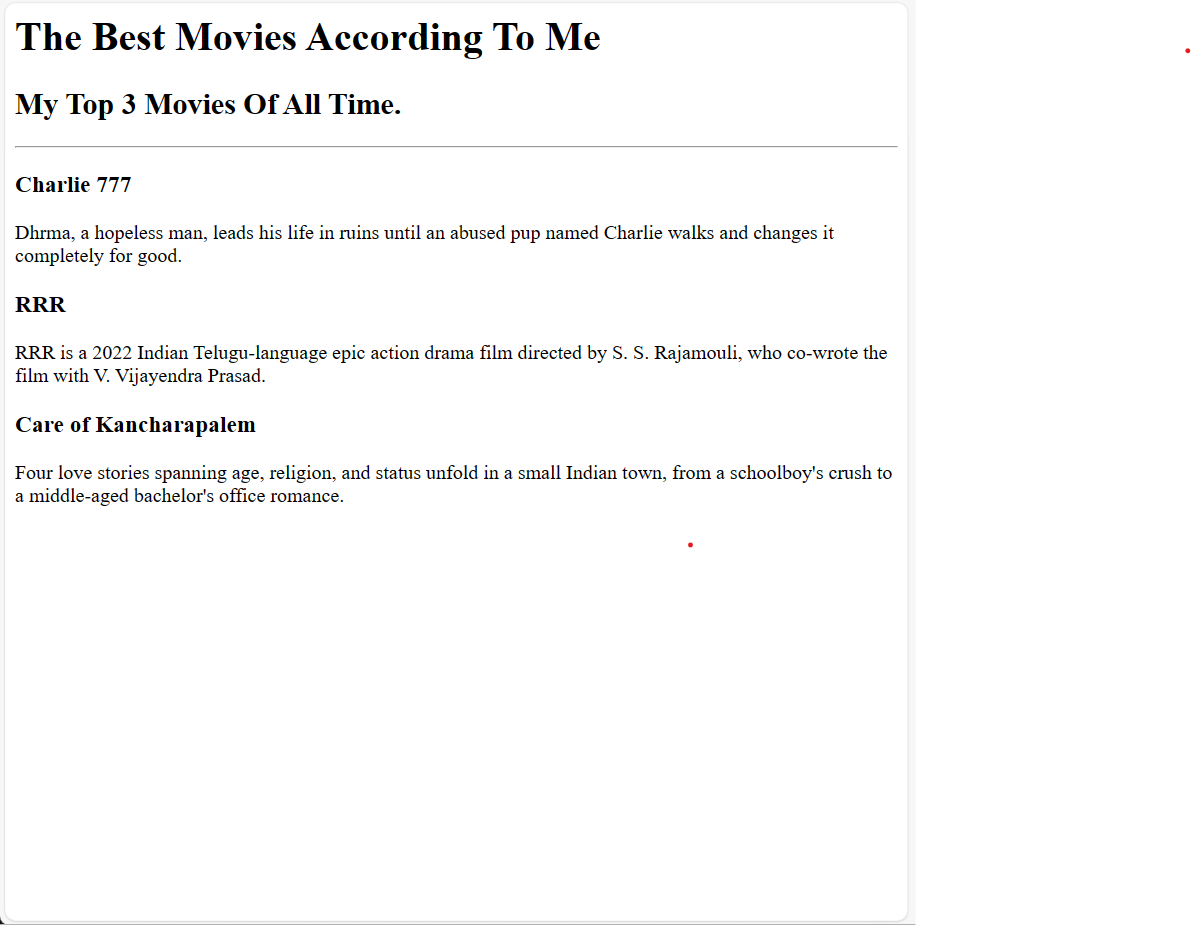 The Best Movies According To Me
My Top 3 Movies Of All Time.
Charlie 777
Dhrma, a hopeless man, leads his life in ruins until an abused pup named Charlie walks and changes it
completely for good.
RRR
RRR is a 2022 Indian Telugu-language epic action drama film directed by S. S. Rajamouli, who co-wrote the
film with V. Vijayendra Prasad.
Care of Kancharapalem
Four love stories spanning age, religion, and status unfold in a small Indian town, from a schoolboy's crush to
a middle-aged bachelor's office romance.